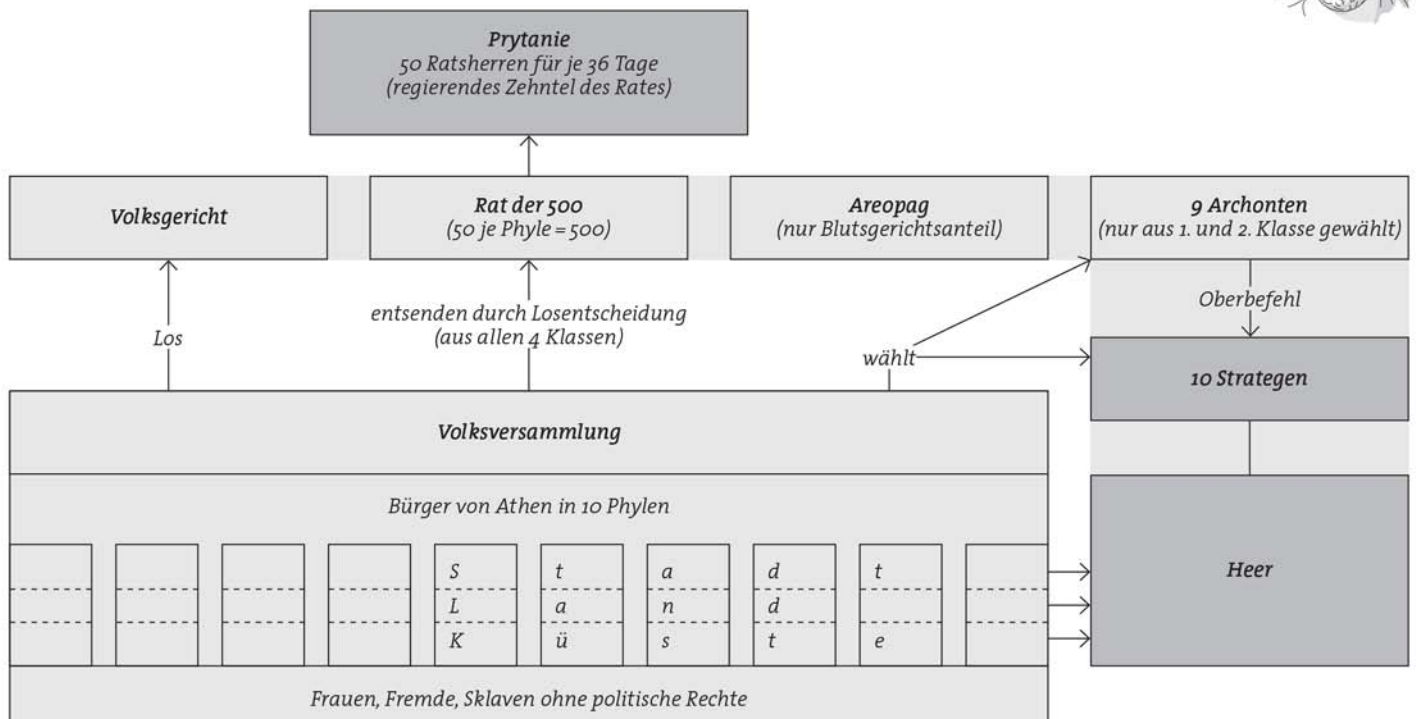 Prytanie
50 Ratsherren für je 36 Tage
(regierendes Zehntel des Rates)
Volksgericht
Rat der 500
(50 je Phyle = 500)
Areopag
(nur Blutsgerichtsanteil)
9 Archonten
(nur aus 1. und 2. Klasse gewählt)
Los
entsenden durch Losentscheidung
(aus allen 4 Klassen)
wählt
Oberbefehl
10 Strategen
Volksversammlung
Bürger von Athen in 10 Phylen
S t a d t
L a n d
K ü s t e
Heer
Frauen, Fremde, Sklaven ohne politische Rechte